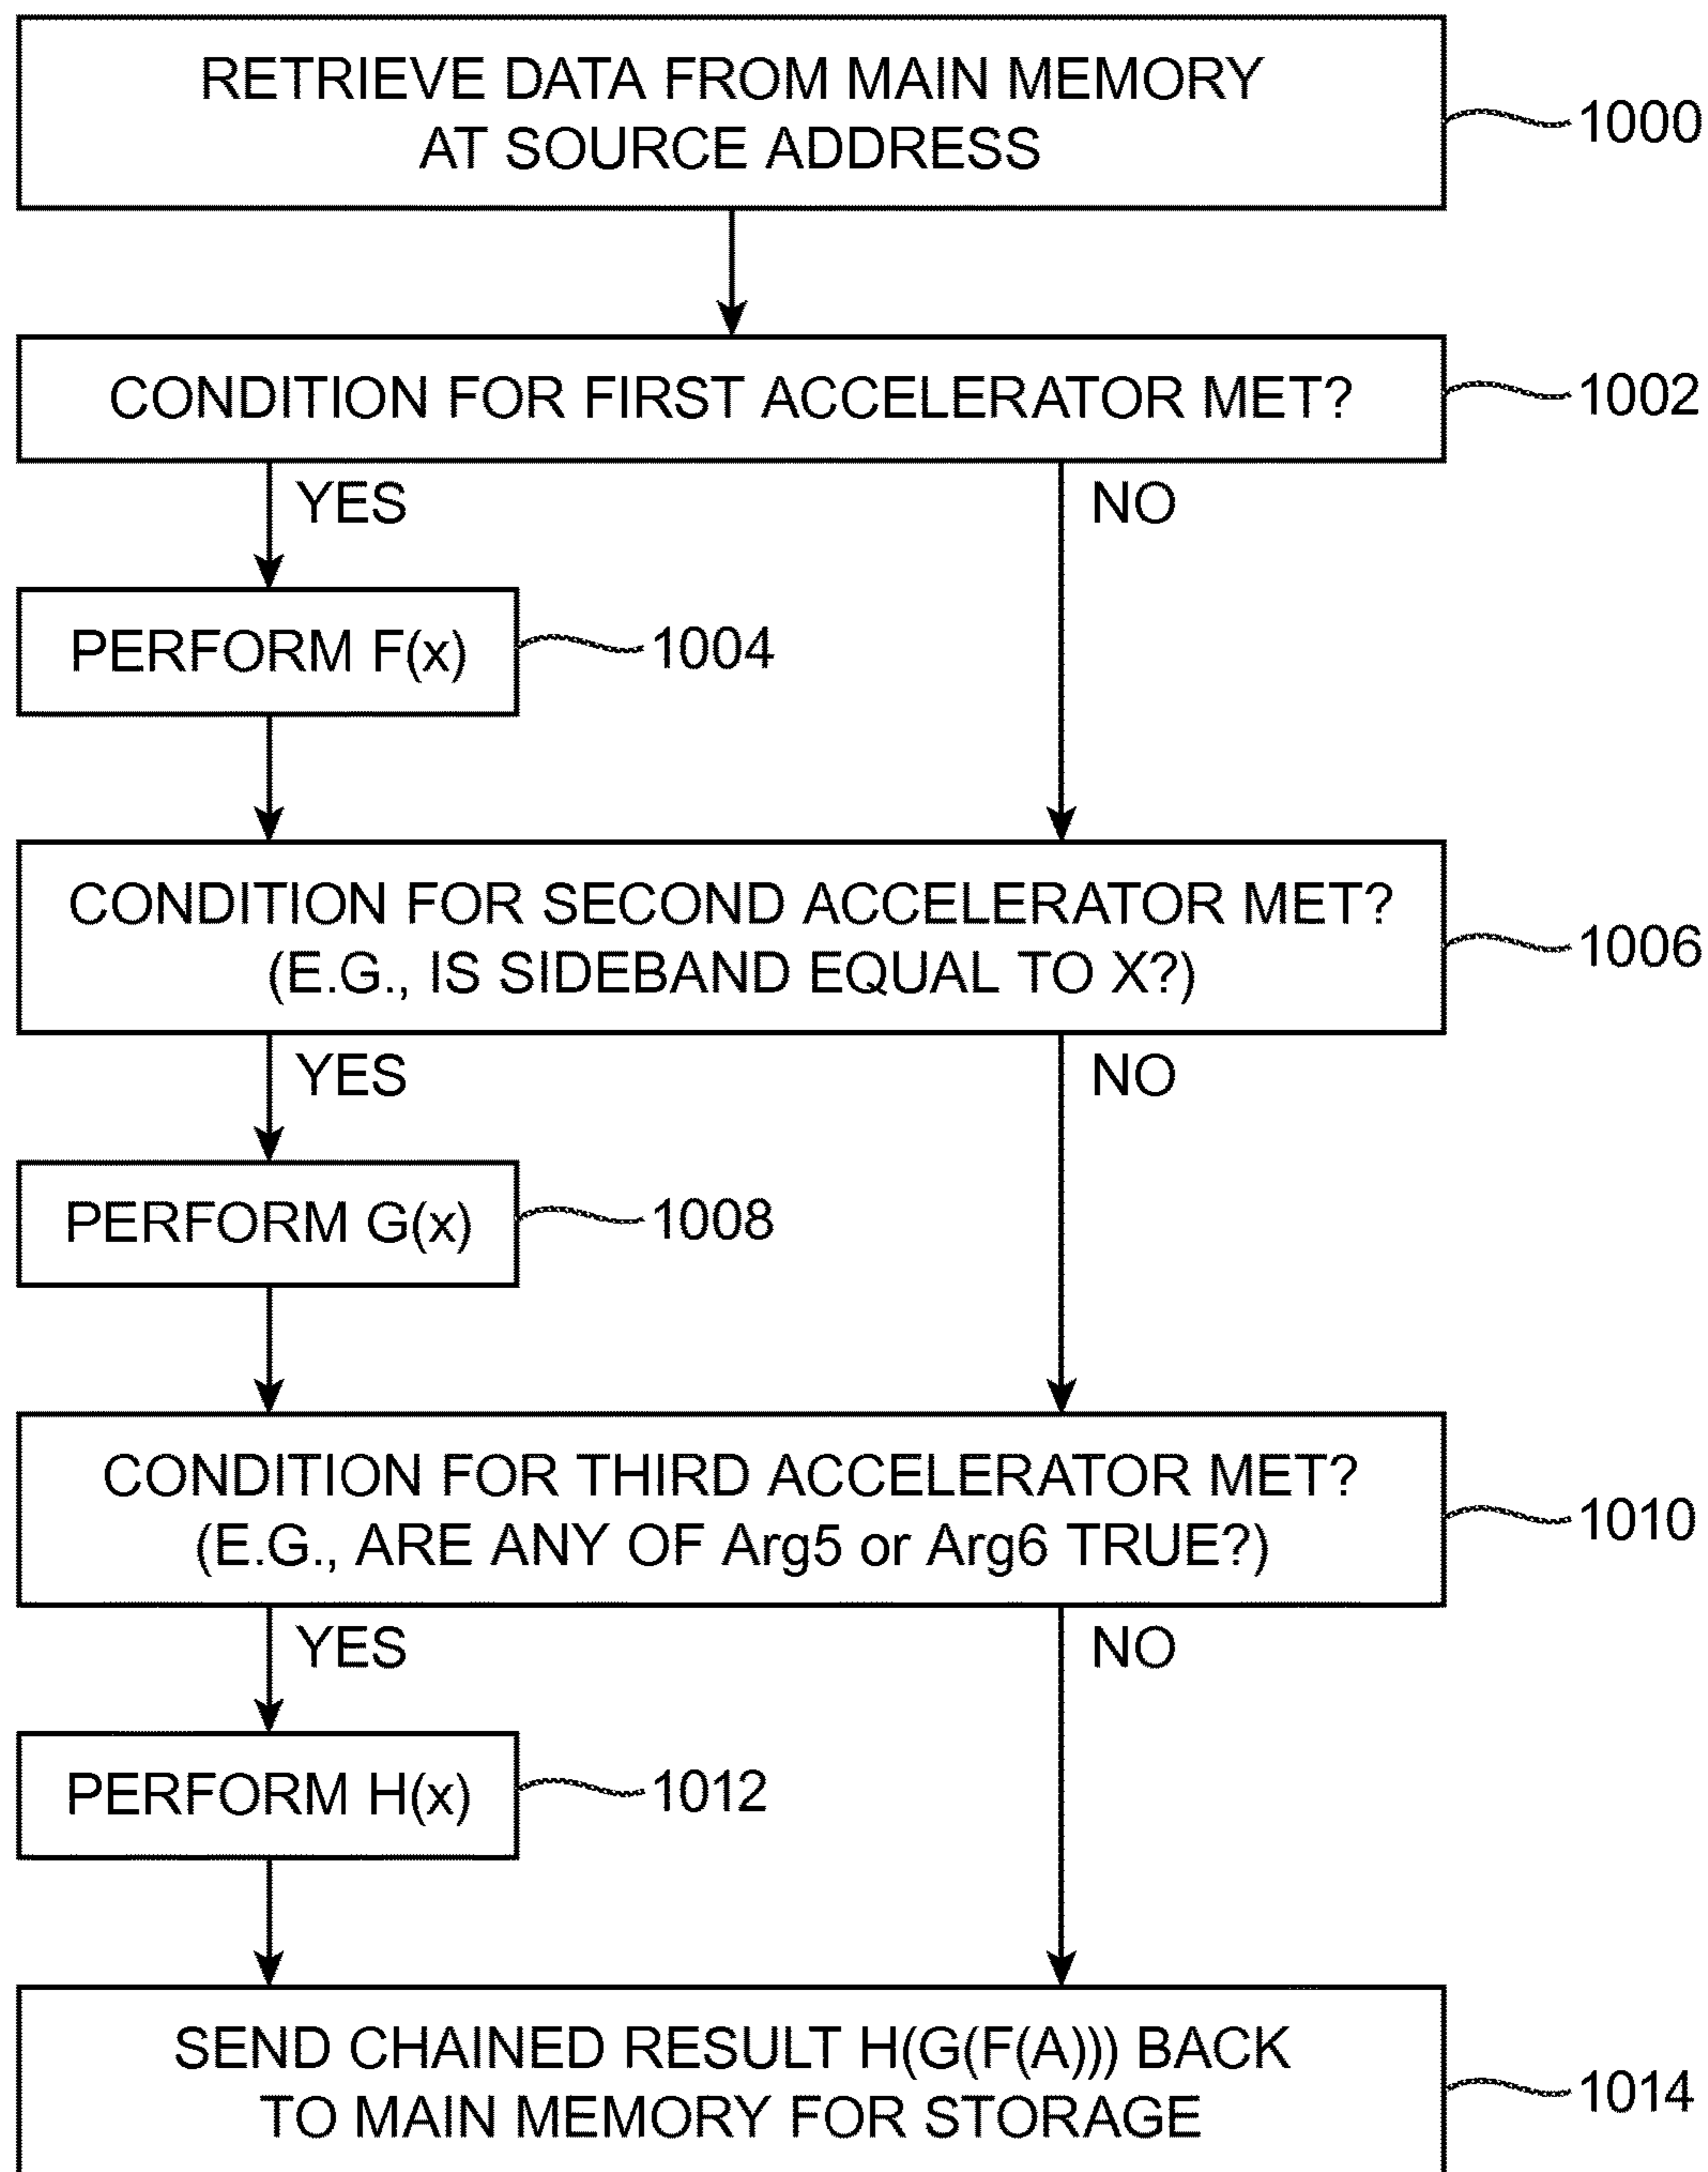 RETRIEVE DATA FROM MAIN MEMORY
AT SOURCE ADDRESS
1000
CONDITION FOR FIRST ACCELERATOR MET?
1002
YES
NO
PERFORM F(x)
1004
CONDITION FOR SECOND ACCELERATOR MET?
(E.G., IS SIDEBAND EQUAL TO X?)
1006
YES
NO
PERFORM G(x)
1008
CONDITION FOR THIRD ACCELERATOR MET?
(E.G., ARE ANY OF Arg5 or Arg6 TRUE?)
1010
YES
NO
PERFORM H(x)
1012
SEND CHAINED RESULT H(G(F(A))) BACK
TO MAIN MEMORY FOR STORAGE
1014